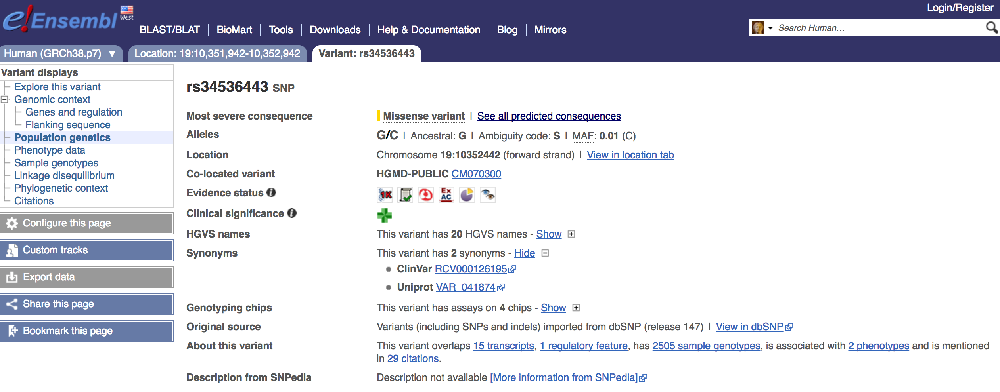 Login/Register
e!Ensembl West
BLAST/BLAT | BioMart | Tools | Downloads | Help & Documentation | Blog | Mirrors
Search Human...
Human (GRCh38.p7) ▼ Location: 19:10,351,942-10,352,942 Variant: rs34536443
Variant displays
Explore this variant
Genomic context
Genes and regulation
Flanking sequence
Population genetics
Phenotype data
Sample genotypes
Linkage disequilibrium
Phylogenetic context
Citations
Configure this page
Custom tracks
Export data
Share this page
Bookmark this page
rs34536443 SNP
Most severe consequence Missense variant | See all predicted consequences
Alleles G/C | Ancestral: G | Ambiguity code: S | MAF: 0.01 (C)
Location Chromosome 19:10352442 (forward strand) | View in location tab
Co-located variant HGMD-PUBLIC CM070300
Evidence status i 1K Ex AC
Clinical significance i
HGVS names This variant has 20 HGVS names - Show
Synonyms This variant has 2 synonyms - Hide
ClinVar RCV000126195
Uniprot VAR_041874
Genotyping chips This variant has assays on 4 chips - Show
Original source Variants (including SNPs and indels) imported from dbSNP (release 147) | View in dbSNP
About this variant This variant overlaps 15 transcripts, 1 regulatory feature, has 2505 sample genotypes, is associated with 2 phenotypes and is mentioned
in 29 citations.
Description from SNPedia Description not available [More information from SNPedia]